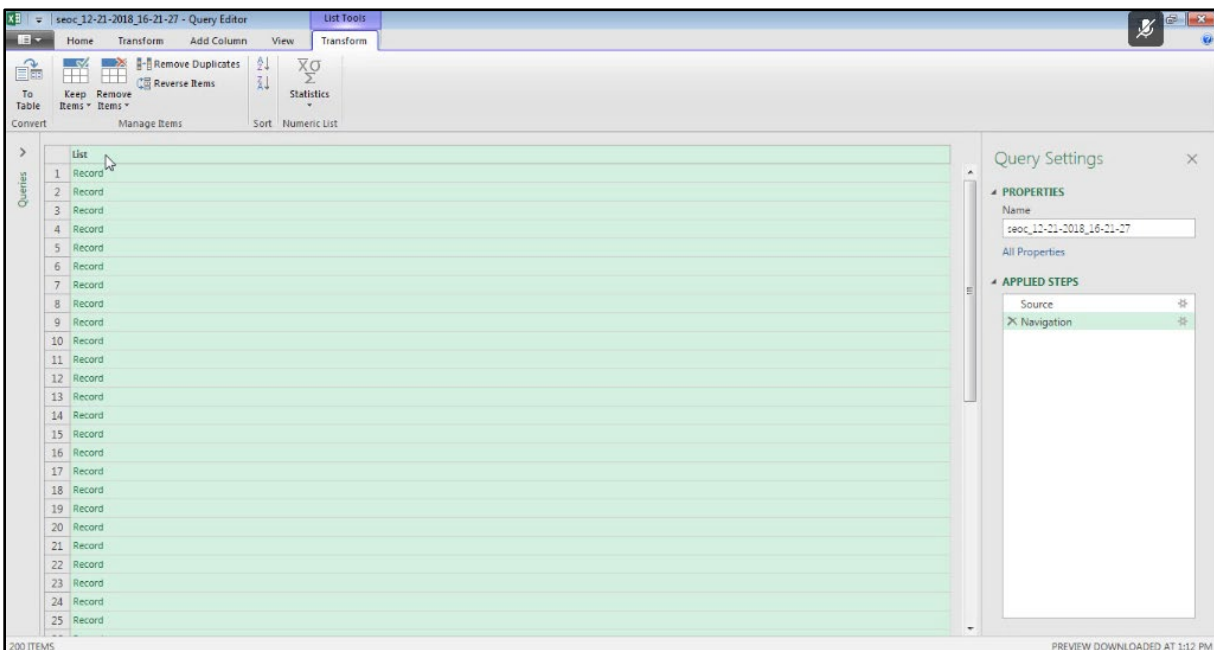 seoc_12-21-2018_16-21-27 - Query Editor
List Tools
Home Transform Add Column View Transform
To Table
Keep Items
Remove Items
Remove Duplicates
Reverse Items
Statistics
Convert Manage Items Sort Numeric List
Queries
List
1 Record
2 Record
3 Record
4 Record
5 Record
6 Record
7 Record
8 Record
9 Record
10 Record
11 Record
12 Record
13 Record
14 Record
15 Record
16 Record
17 Record
18 Record
19 Record
20 Record
21 Record
22 Record
23 Record
24 Record
25 Record
Query Settings
PROPERTIES
Name
seoc_12-21-2018_16-21-27
All Properties
APPLIED STEPS
Source
Navigation
200 ITEMS
PREVIEW DOWNLOADED AT 1:12 PM